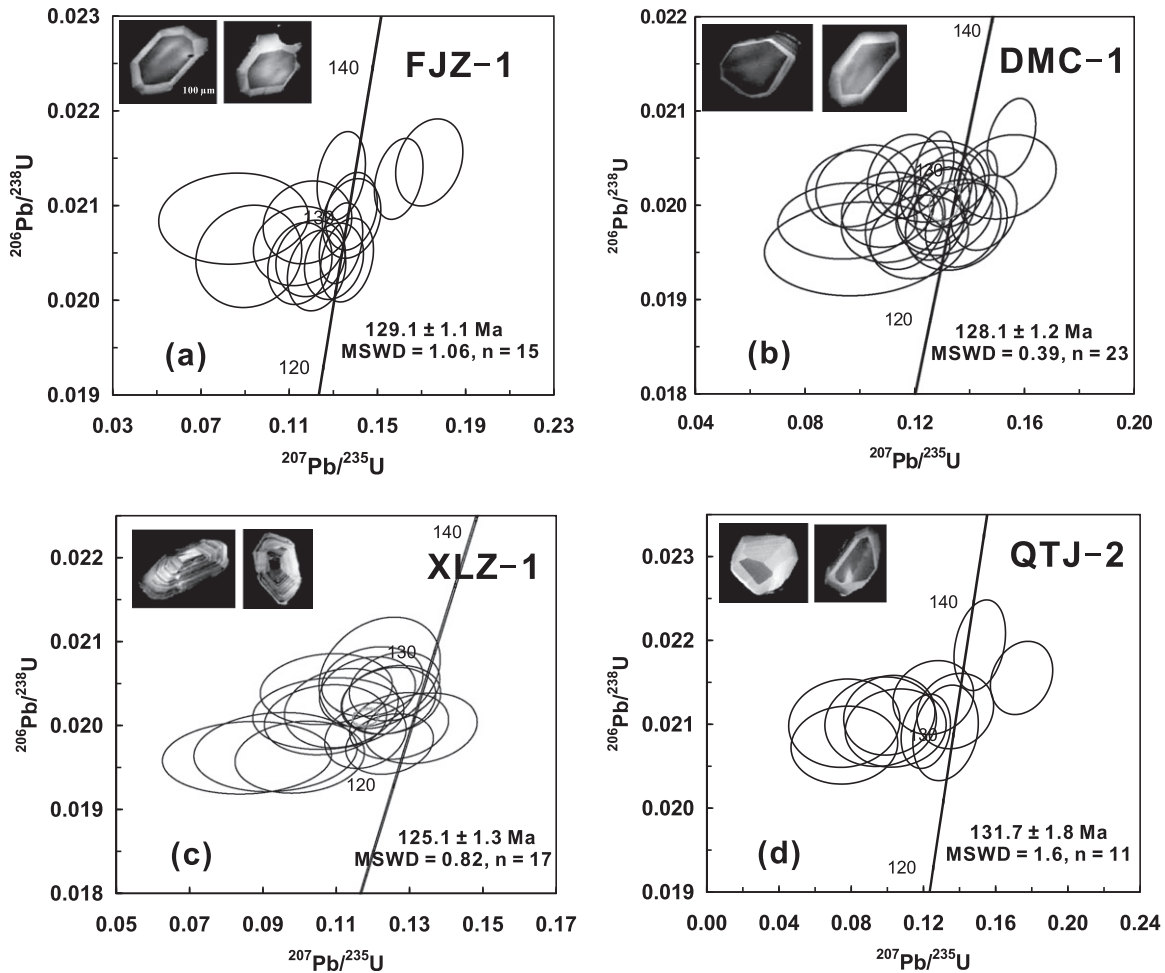 0.023
0.022
0.021
0.020
0.019
206Pb/238U
100 µm
140
FJZ-1
130
129.1 ± 1.1 Ma
MSWD = 1.06, n = 15
(a)
120
0.03 0.07 0.11 0.15 0.19 0.23
207Pb/235U
0.022
0.021
0.020
0.019
0.018
206Pb/238U
140
DMC-1
130
120
128.1 ± 1.2 Ma
MSWD = 0.39, n = 23
(b)
0.04 0.08 0.12 0.16 0.20
207Pb/235U
0.022
0.021
0.020
0.019
0.018
206Pb/238U
140
XLZ-1
130
120
125.1 ± 1.3 Ma
MSWD = 0.82, n = 17
(c)
0.05 0.07 0.09 0.11 0.13 0.15 0.17
207Pb/235U
0.023
0.022
0.021
0.020
0.019
206Pb/238U
QTJ-2
140
130
131.7 ± 1.8 Ma
MSWD = 1.6, n = 11
(d)
120
0.00 0.04 0.08 0.12 0.16 0.20 0.24
207Pb/235U